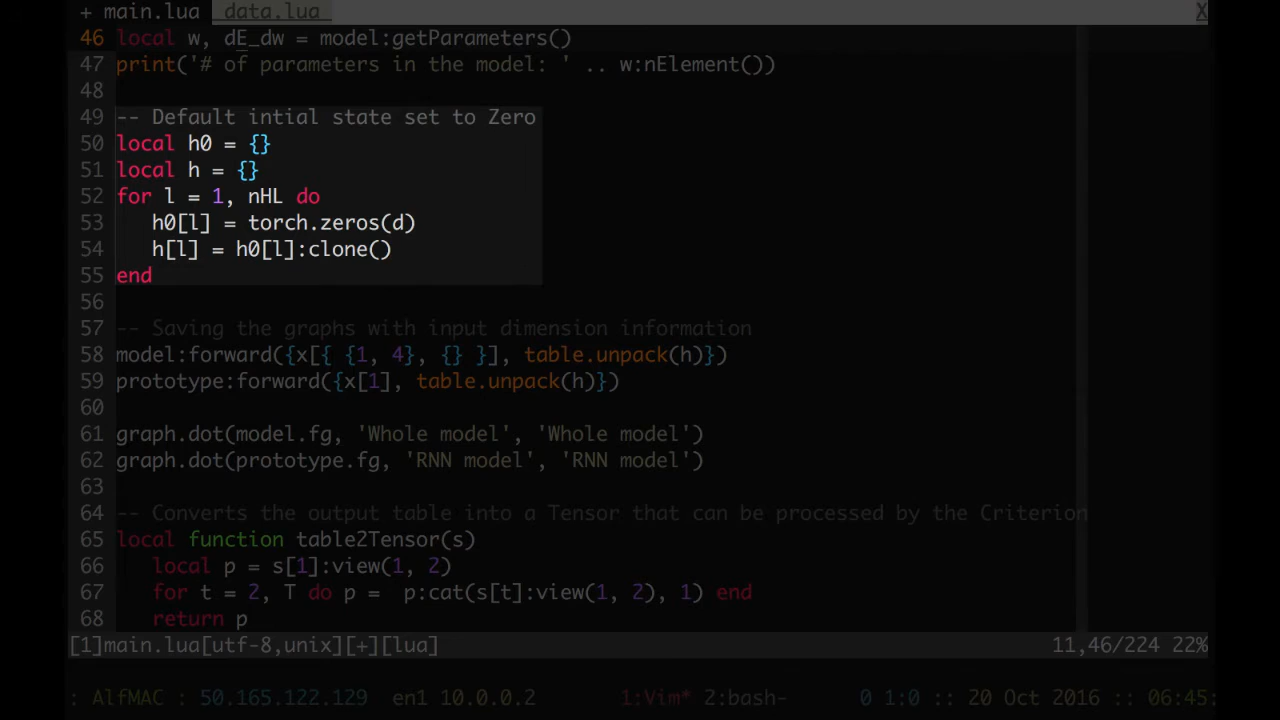 + main.lua  data.lua  X
46 local w, dE_dw = model:getParameters()
47 print('# of parameters in the model: ' .. w:nElement())
48
49 -- Default intial state set to Zero
50 local h0 = {}
51 local h = {}
52 for l = 1, nHL do
53    h0[l] = torch.zeros(d)
54    h[l] = h0[l]:clone()
55 end
56
57 -- Saving the graphs with input dimension information
58 model:forward({x[{ {1, 4}, {} }], table.unpack(h)})
59 prototype:forward({x[1], table.unpack(h)})
60
61 graph.dot(model.fg, 'Whole model', 'Whole model')
62 graph.dot(prototype.fg, 'RNN model', 'RNN model')
63
64 -- Converts the output table into a Tensor that can be processed by the Criterion
65 local function table2Tensor(s)
66    local p = s[1]:view(1, 2)
67    for t = 2, T do p =  p:cat(s[t]:view(1, 2), 1) end
68    return p
[1]main.lua[utf-8,unix][+][lua] 11,46/224 22%
: AlfMAC : 50.165.122.129  en1 10.0.0.2 1:Vim* 2:bash- 0 1:0 :: 20 Oct 2016 :: 06:45: